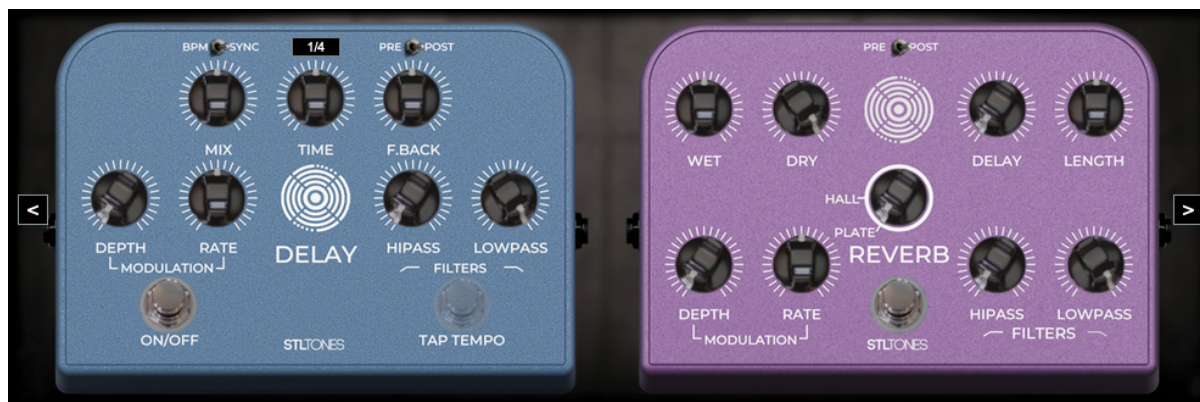 BPM SYNC
1/4
PRE POST
MIX
TIME
F.BACK
DEPTH
RATE
MODULATION
DELAY
HIPASS
LOWPASS
FILTERS
ON/OFF
STLTONES
TAP TEMPO
PRE POST
WET
DRY
DELAY
LENGTH
HALL
PLATE
REVERB
DEPTH
RATE
MODULATION
HIPASS
LOWPASS
FILTERS
STLTONES
<
>